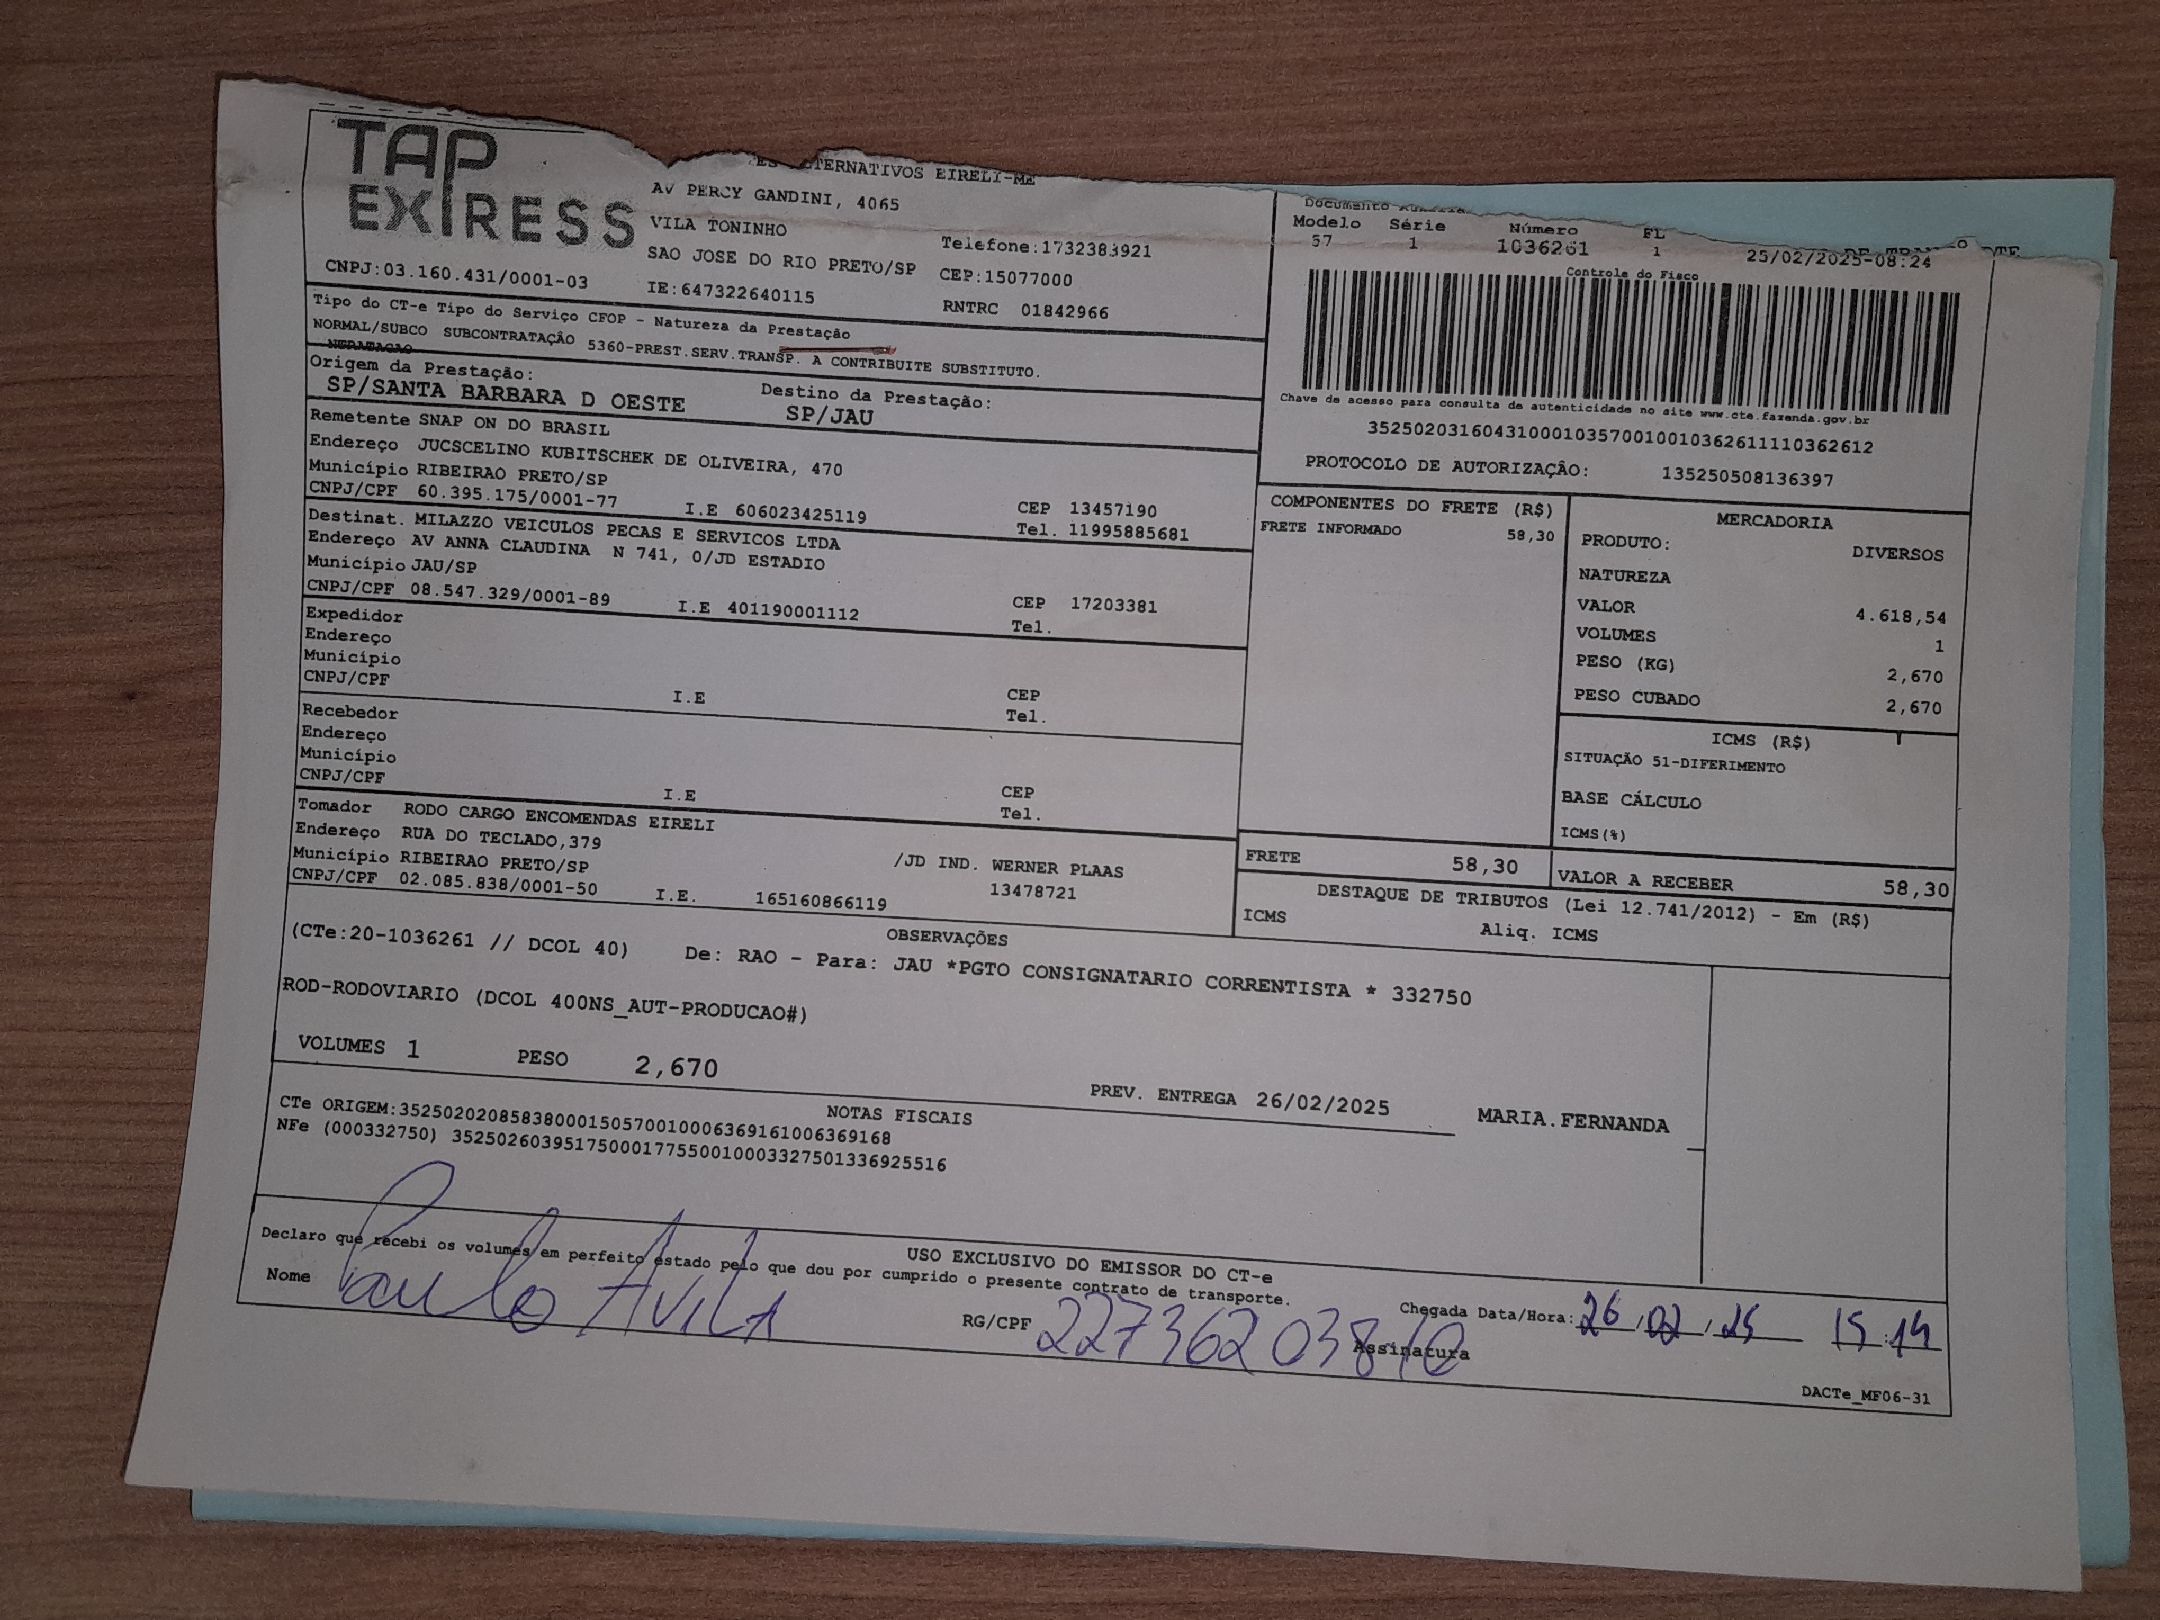 TAP
EXPRESS
TERNATIVOS EIRELI-ME
AV PERCY GANDINI, 4065
VILA TONINHO
Telefone:1732383921
SAO JOSE DO RIO PRETO/SP CEP:15077000
CNPJ:03.160.431/0001-03 IE:647322640115 RNTRC 01842966
Modelo Série Número FL
57 1 1036261 1 25/02/2025-08:24
Controle do Fisco
Chave de acesso para consulta de autenticidade no site www.cte.fazenda.gov.br
35250203160431000103570010010362611110362612
PROTOCOLO DE AUTORIZAÇÂO: 135250508136397
Tipo do CT-e Tipo do Serviço CFOP - Natureza da Prestação
NORMAL/SUBCO SUBCONTRATAÇÂO 5360-PREST.SERV.TRANSP. A CONTRIBUITE SUBSTITUTO.
NTRATACAO
Origem da Prestação: Destino da Prestação:
SP/SANTA BARBARA D OESTE SP/JAU
Remetente SNAP ON DO BRASIL
Endereço JUCSCELINO KUBITSCHEK DE OLIVEIRA, 470
Município RIBEIRAO PRETO/SP CEP 13457190
CNPJ/CPF 60.395.175/0001-77 I.E 606023425119 Tel. 11995885681
Destinat. MILAZZO VEICULOS PECAS E SERVICOS LTDA
Endereço AV ANNA CLAUDINA N 741, 0/JD ESTADIO
Município JAU/SP CEP 17203381
CNPJ/CPF 08.547.329/0001-89 I.E 401190001112 Tel.
Expedidor
Endereço
Município CEP
CNPJ/CPF I.E Tel.
Recebedor
Endereço
Município CEP
CNPJ/CPF I.E Tel.
Tomador RODO CARGO ENCOMENDAS EIRELI
Endereço RUA DO TECLADO,379 /JD IND. WERNER PLAAS
Município RIBEIRAO PRETO/SP 13478721
CNPJ/CPF 02.085.838/0001-50 I.E. 165160866119
COMPONENTES DO FRETE (R$)
FRETE INFORMADO 58,30
MERCADORIA
PRODUTO: DIVERSOS
NATUREZA
VALOR 4.618,54
VOLUMES 1
PESO (KG) 2,670
PESO CUBADO 2,670
ICMS (R$)
SITUAÇÃO 51-DIFERIMENTO
BASE CÁLCULO
ICMS(%)
FRETE 58,30 VALOR A RECEBER 58,30
DESTAQUE DE TRIBUTOS (Lei 12.741/2012) - Em (R$)
ICMS Aliq. ICMS
OBSERVAÇÕES
(CTe:20-1036261 // DCOL 40) De: RAO - Para: JAU *PGTO CONSIGNATARIO CORRENTISTA * 332750
ROD-RODOVIARIO (DCOL 400NS_AUT-PRODUCAO#)
VOLUMES 1 PESO 2,670 PREV. ENTREGA 26/02/2025 MARIA.FERNANDA
NOTAS FISCAIS
CTe ORIGEM:35250202085838000150570010006369161006369168
NFe (000332750) 35250260395175000177550010003327501336925516
USO EXCLUSIVO DO EMISSOR DO CT-e
Declaro que recebi os volumes em perfeito estado pelo que dou por cumprido o presente contrato de transporte.
Nome Paulo AvilA RG/CPF 227362038 10 Assinatura
Chegada Data/Hora: 26/02/25 15:14
DACTe_MF06-31